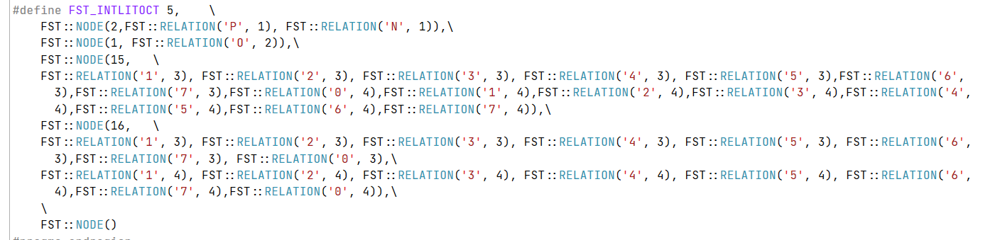 #define FST_INTLITOCT 5,    \
    FST::NODE(2,FST::RELATION('P', 1), FST::RELATION('N', 1)),\
    FST::NODE(1, FST::RELATION('O', 2)),\
    FST::NODE(15,   \
    FST::RELATION('1', 3), FST::RELATION('2', 3), FST::RELATION('3', 3), FST::RELATION('4', 3), FST::RELATION('5', 3),FST::RELATION('6',
      3),FST::RELATION('7', 3),FST::RELATION('0', 4),FST::RELATION('1', 4),FST::RELATION('2', 4),FST::RELATION('3', 4),FST::RELATION('4',
      4),FST::RELATION('5', 4),FST::RELATION('6', 4),FST::RELATION('7', 4)),\
    FST::NODE(16,   \
    FST::RELATION('1', 3), FST::RELATION('2', 3), FST::RELATION('3', 3), FST::RELATION('4', 3), FST::RELATION('5', 3), FST::RELATION('6',
      3),FST::RELATION('7', 3), FST::RELATION('0', 3),\
    FST::RELATION('1', 4), FST::RELATION('2', 4), FST::RELATION('3', 4), FST::RELATION('4', 4), FST::RELATION('5', 4), FST::RELATION('6',
      4),FST::RELATION('7', 4),FST::RELATION('0', 4)),\
    \
    FST::NODE()